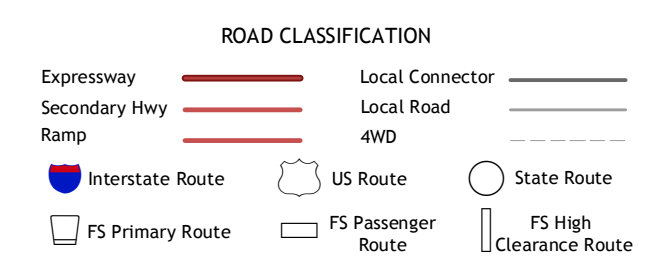 ROAD CLASSIFICATION
Expressway
Local Connector
Secondary Hwy
Local Road
Ramp
4WD
Interstate Route
US Route
State Route
FS Primary Route
FS Passenger
Route
FS High
Clearance Route